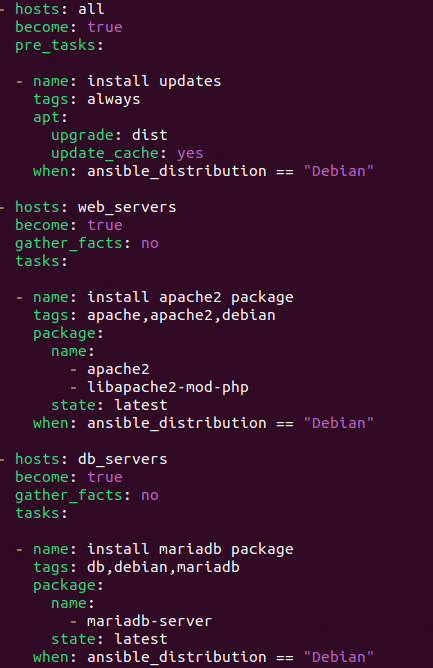 - hosts: all
  become: true
  pre_tasks:

  - name: install updates
    tags: always
    apt:
      upgrade: dist
      update_cache: yes
    when: ansible_distribution == "Debian"

- hosts: web_servers
  become: true
  gather_facts: no
  tasks:

  - name: install apache2 package
    tags: apache,apache2,debian
    package:
      name:
        - apache2
        - libapache2-mod-php
      state: latest
    when: ansible_distribution == "Debian"

- hosts: db_servers
  become: true
  gather_facts: no
  tasks:

  - name: install mariadb package
    tags: db,debian,mariadb
    package:
      name:
        - mariadb-server
      state: latest
    when: ansible_distribution == "Debian"